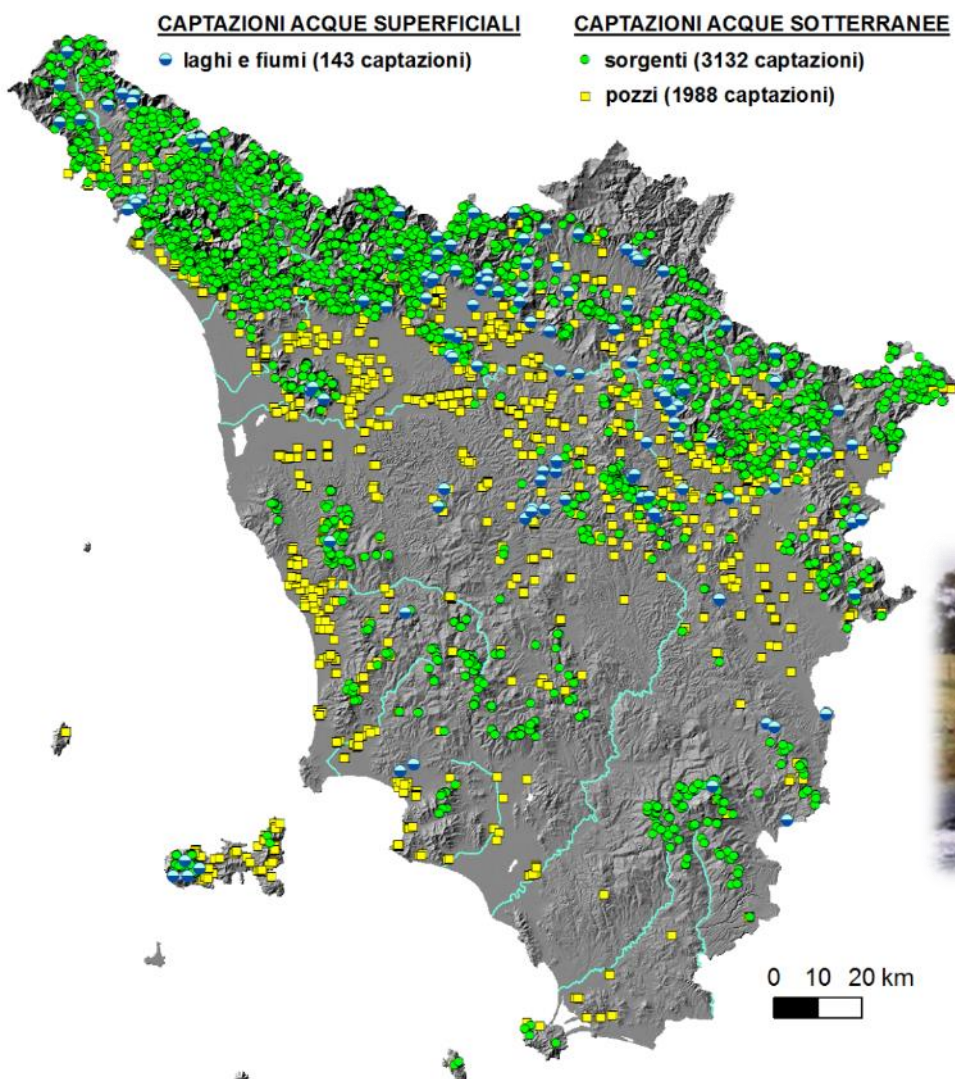 CAPTAZIONI ACQUE SUPERFICIALI
laghi e fiumi (143 captazioni)
CAPTAZIONI ACQUE SOTTERRANEE
sorgenti (3132 captazioni)
pozzi (1988 captazioni)
0 10 20 km